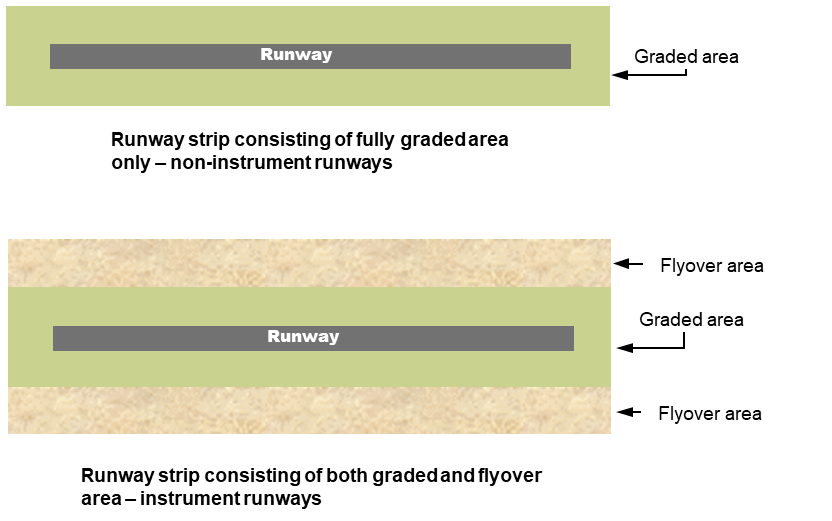 Runway
Graded area
Runway strip consisting of fully graded area
only – non-instrument runways
Flyover area
Graded area
Runway
Flyover area
Runway strip consisting of both graded and flyover
area – instrument runways